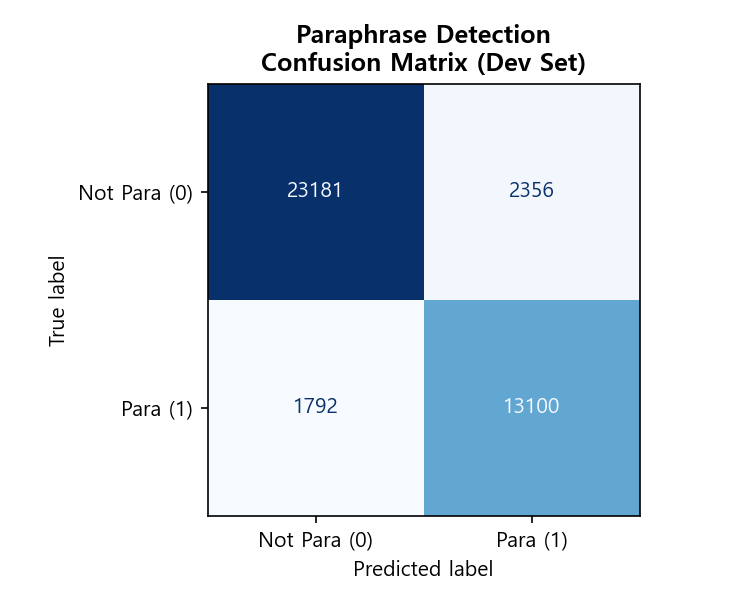 Paraphrase Detection
Confusion Matrix (Dev Set)
Not Para (0)
23181
2356
True label
Para (1)
1792
13100
Not Para (0)
Para (1)
Predicted label